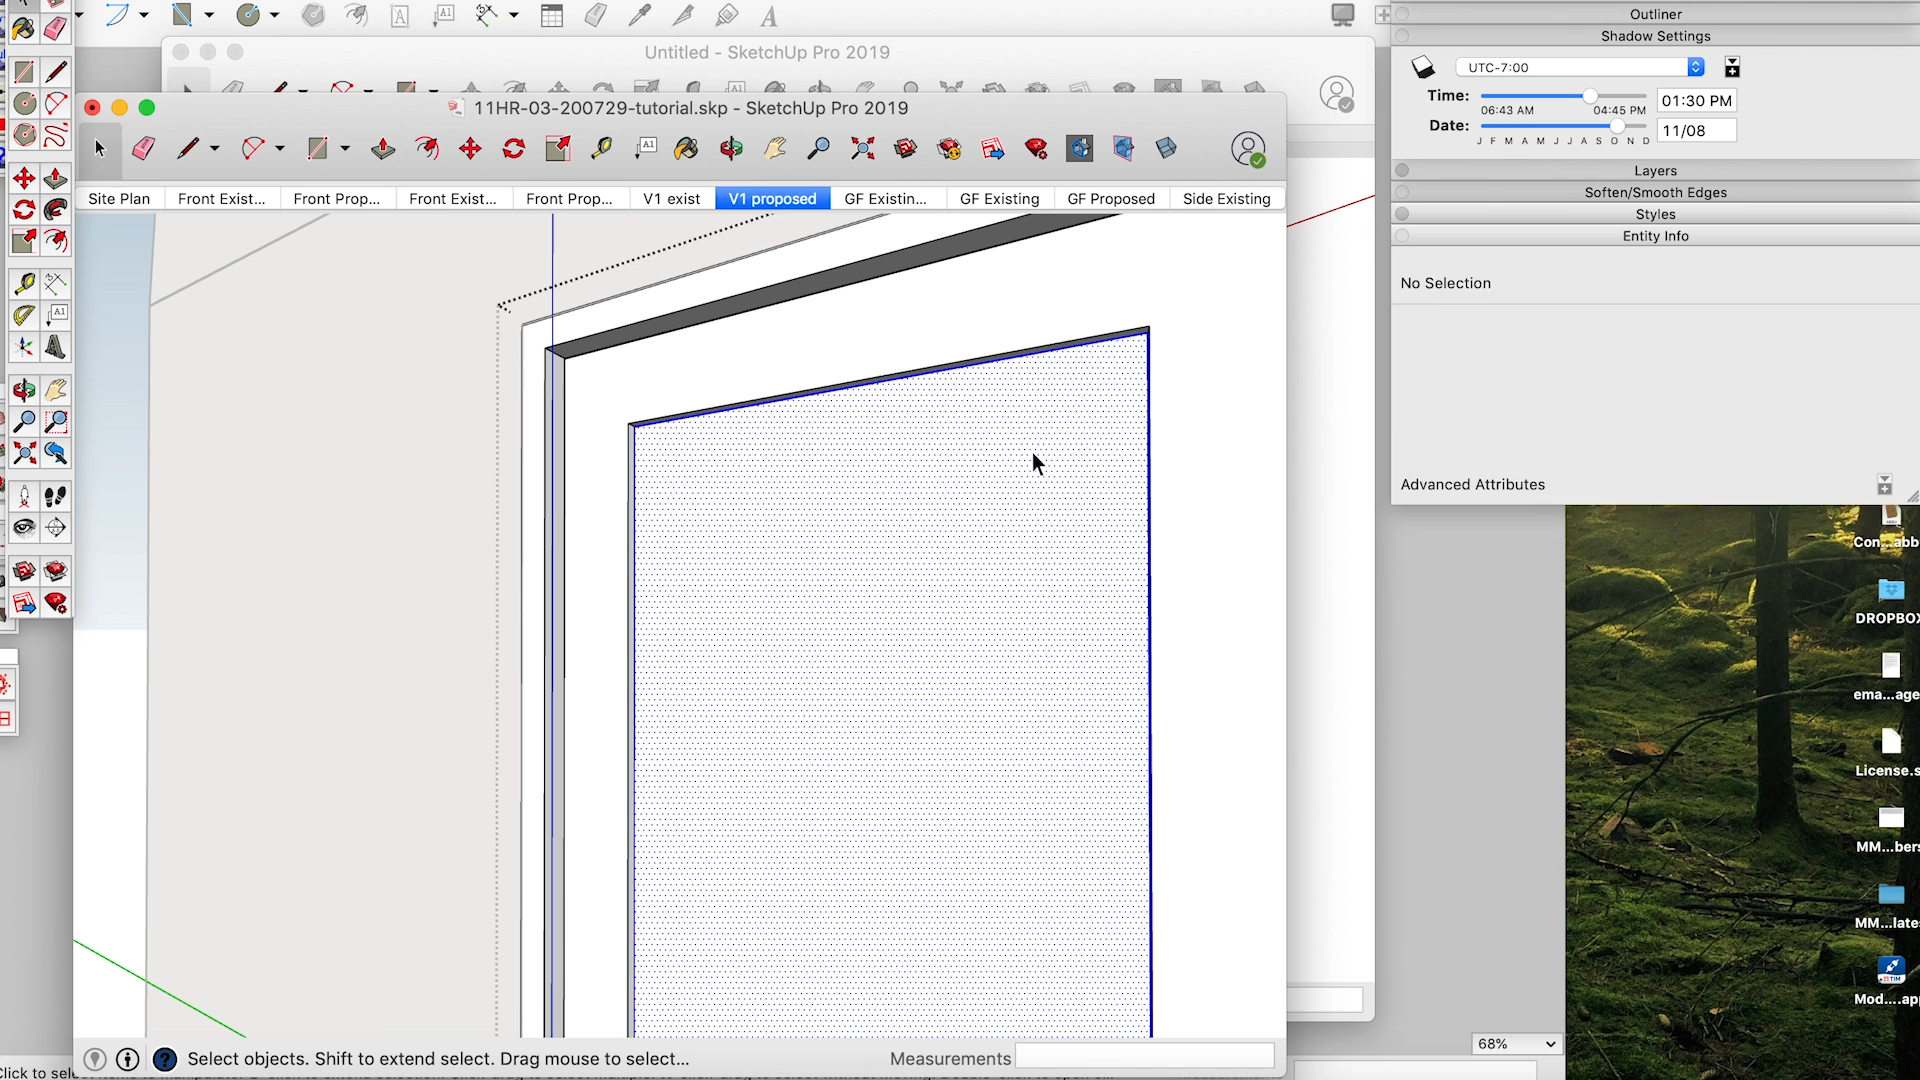 Untitled - SketchUp Pro 2019
11HR-03-200729-tutorial.skp - SketchUp Pro 2019
Site Plan
Front Exist...
Front Prop...
Front Exist...
Front Prop...
V1 exist
V1 proposed
GF Existin...
GF Existing
GF Proposed
Side Existing
Outliner
Shadow Settings
UTC-7:00
Time:
06:43 AM
04:45 PM
01:30 PM
Date:
J F M A M J J A S O N D
11/08
Layers
Soften/Smooth Edges
Styles
Entity Info
No Selection
Advanced Attributes
Con...abb
DROPBOX
ema...age
License.s
MM...bers
MM...late
Mod....ap
68%
Select objects. Shift to extend select. Drag mouse to select...
Measurements